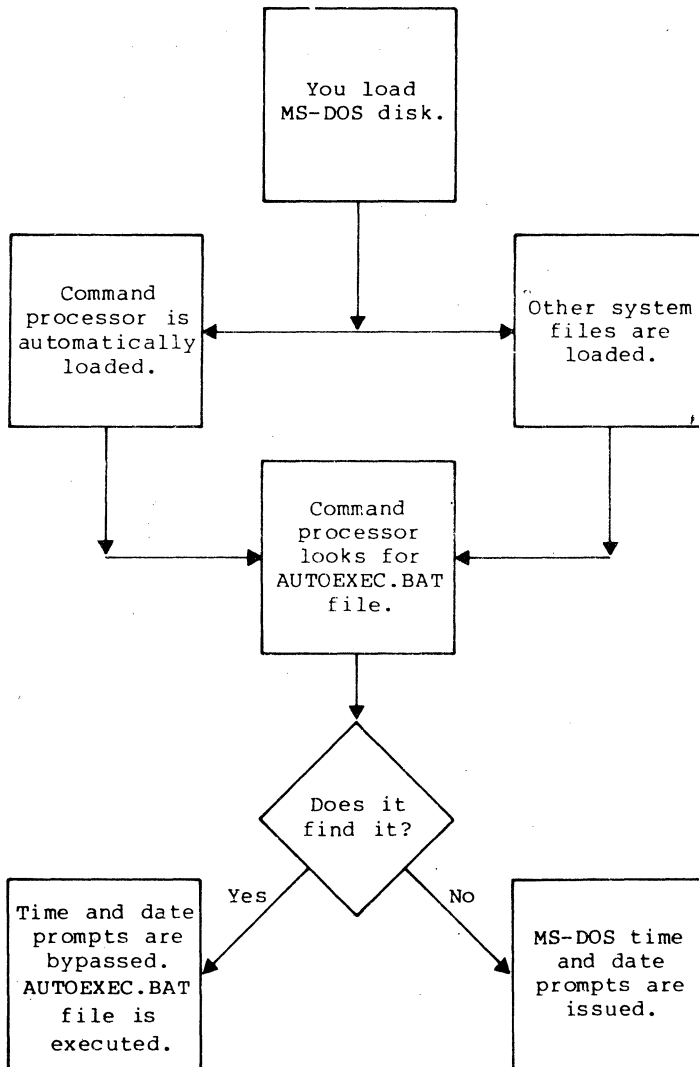 You load
MS-DOS disk.
Command
processor is
automatically
loaded.
Other system
files are
loaded.
Command
processor
looks for
AUTOEXEC.BAT
file.
Does it
find it?
Yes
No
Time and date
prompts are
bypassed.
AUTOEXEC.BAT
file is
executed.
MS-DOS time
and date
prompts are
issued.